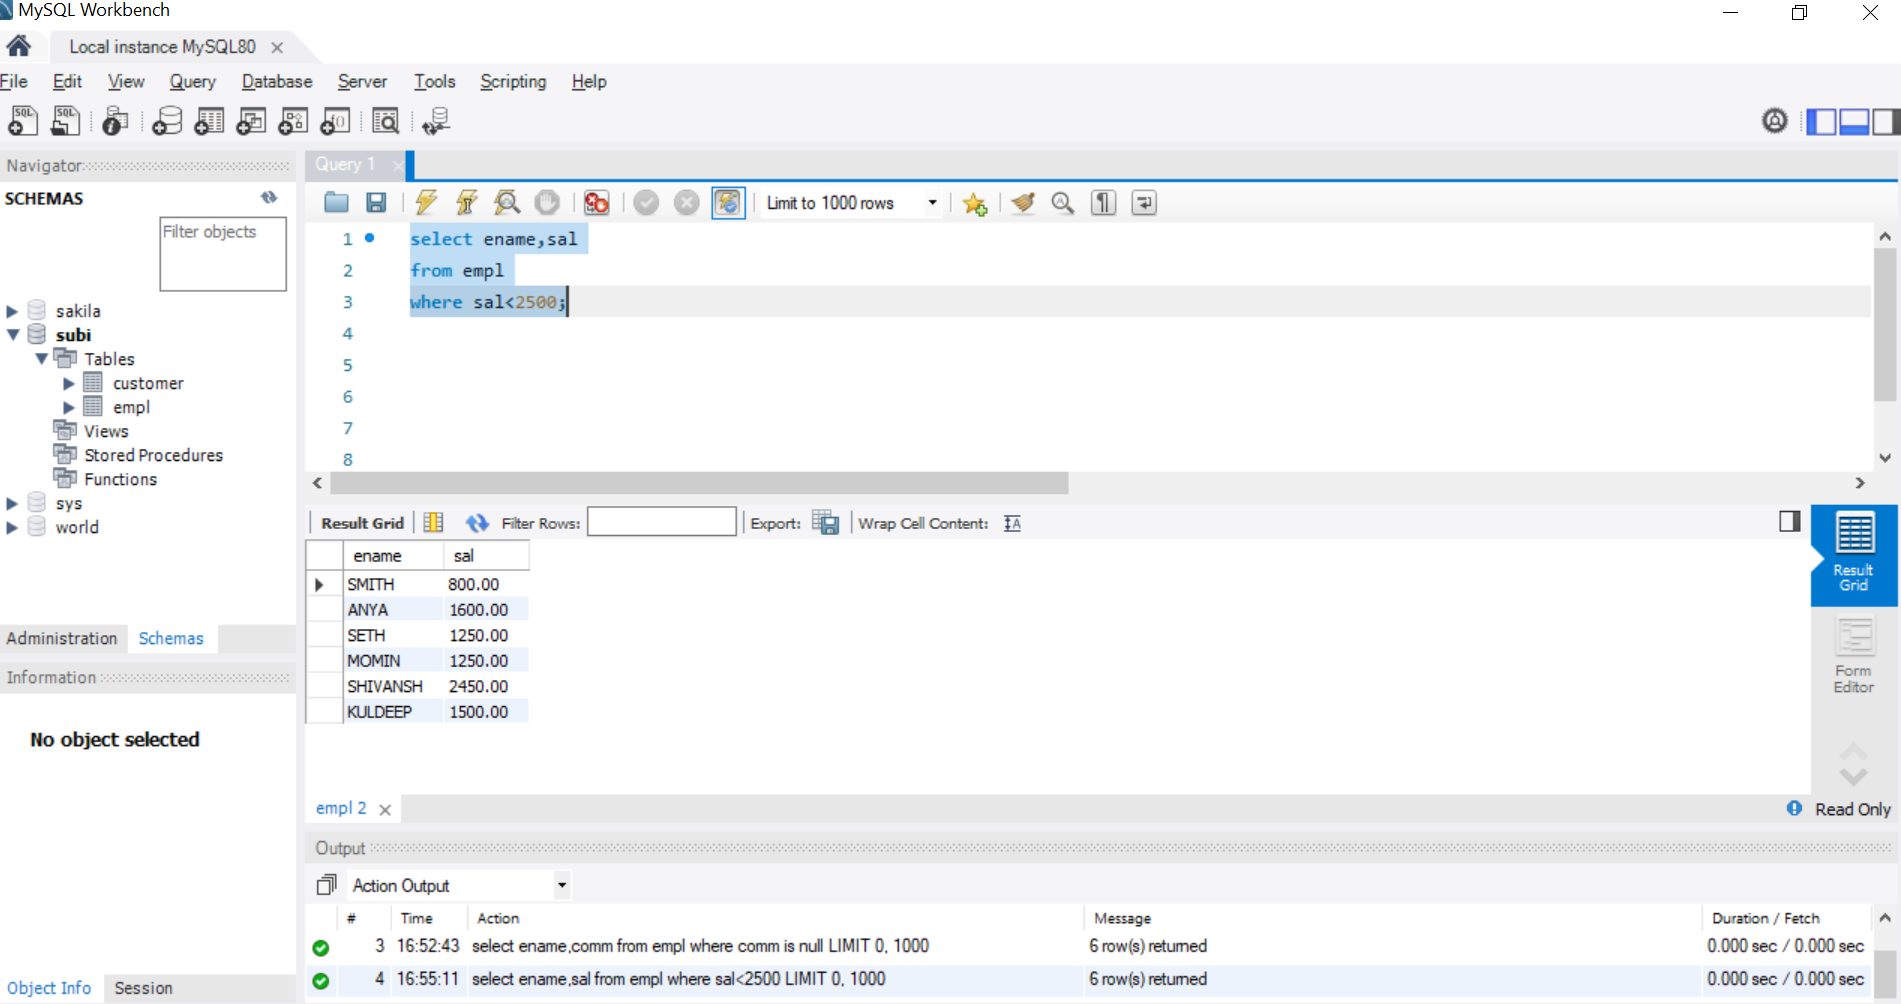 MySQL Workbench
Local instance MySQL80
File Edit View Query Database Server Tools Scripting Help
Navigator
SCHEMAS
Filter objects
sakila
subi
Tables
customer
empl
Views
Stored Procedures
Functions
sys
world
Administration Schemas
Information
No object selected
Object Info Session
Query 1
Limit to 1000 rows
1 select ename,sal
2 from empl
3 where sal<2500;
4
5
6
7
8
Result Grid Filter Rows: Export: Wrap Cell Content:
ename sal
SMITH 800.00
ANYA 1600.00
SETH 1250.00
MOMIN 1250.00
SHIVANSH 2450.00
KULDEEP 1500.00
Result
Grid
Form
Editor
empl 2
Read Only
Output
Action Output
# Time Action Message Duration / Fetch
3 16:52:43 select ename,comm from empl where comm is null LIMIT 0, 1000 6 row(s) returned 0.000 sec / 0.000 sec
4 16:55:11 select ename,sal from empl where sal<2500 LIMIT 0, 1000 6 row(s) returned 0.000 sec / 0.000 sec